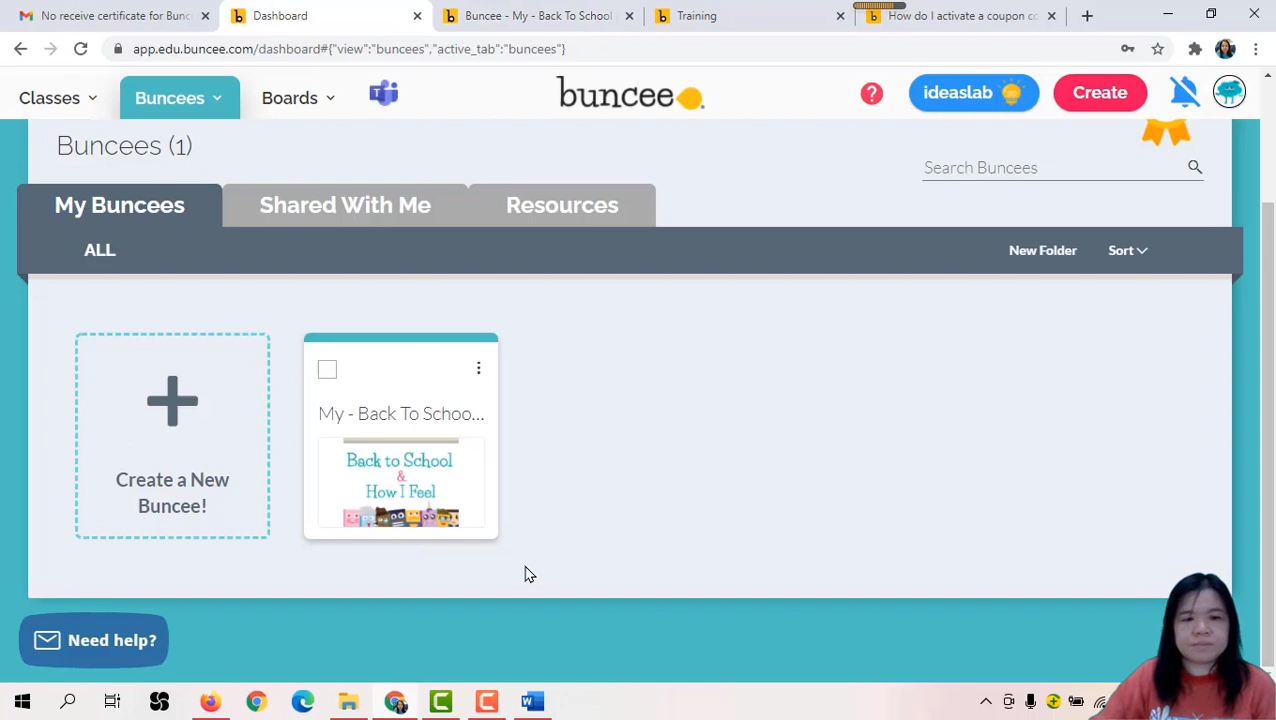 No receive certificate for Bunc
Dashboard
Buncee - My - Back To School
Training
How do I activate a coupon co
app.edu.buncee.com/dashboard#{"view":"buncees","active_tab":"buncees"}
Classes
Buncees
Boards
buncee
ideaslab
Create
Buncees (1)
Search Buncees
My Buncees
Shared With Me
Resources
ALL
New Folder
Sort
My - Back To Schoo...
Back to School
&
How I Feel
Create a New
Buncee!
Need help?